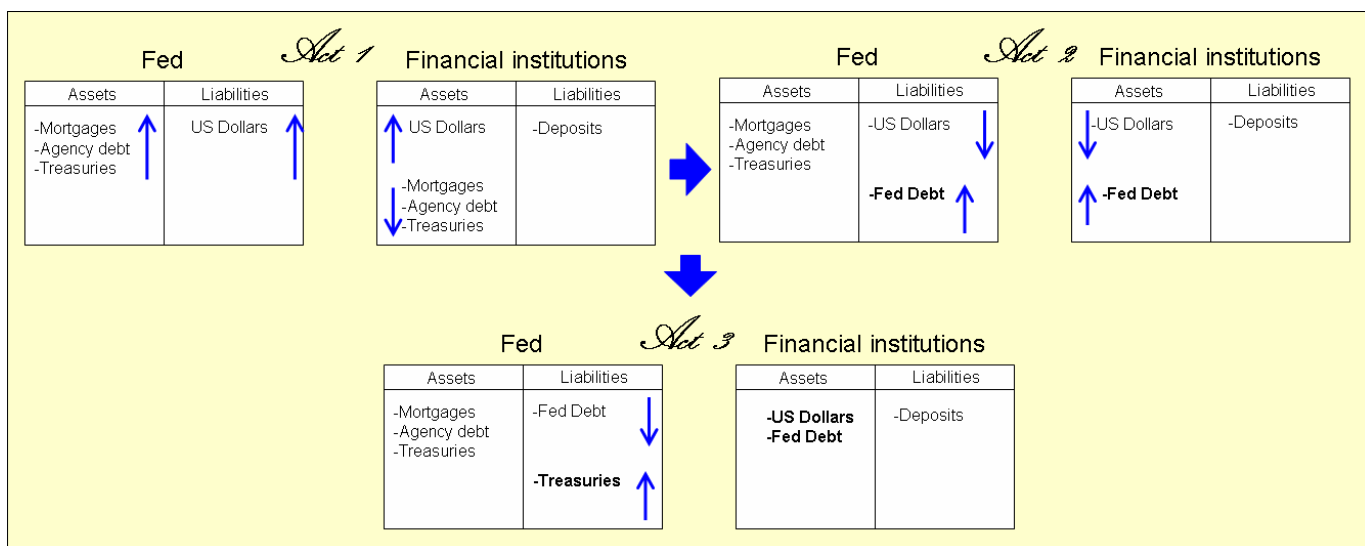 Act 1
Fed
Financial institutions
Assets
Liabilities
-Mortgages
-Agency debt
-Treasuries
US Dollars
Assets
Liabilities
US Dollars
-Mortgages
-Agency debt
-Treasuries
-Deposits
Act 2
Fed
Financial institutions
Assets
Liabilities
-Mortgages
-Agency debt
-Treasuries
-US Dollars
-Fed Debt
Assets
Liabilities
-US Dollars
-Fed Debt
-Deposits
Act 3
Fed
Financial institutions
Assets
Liabilities
-Mortgages
-Agency debt
-Treasuries
-Fed Debt
-Treasuries
Assets
Liabilities
-US Dollars
-Fed Debt
-Deposits